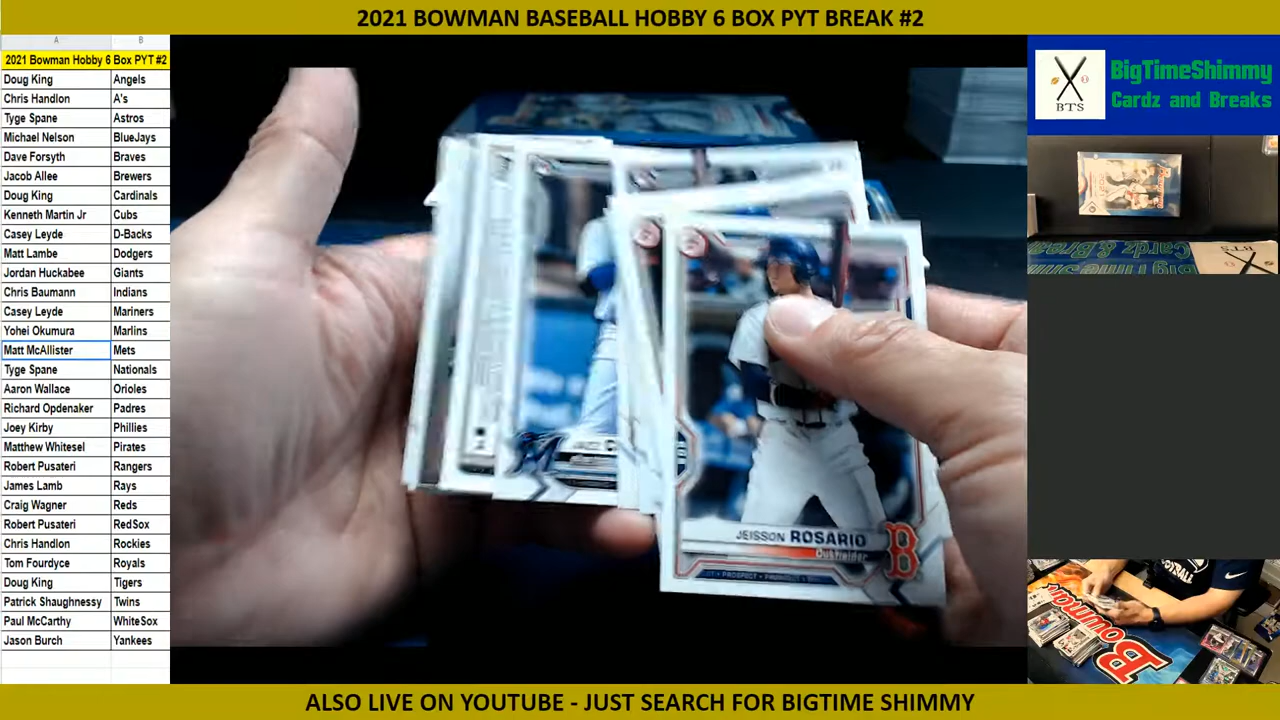 2021 BOWMAN BASEBALL HOBBY 6 BOX PYT BREAK #2
A B
2021 Bowman Hobby 6 Box PYT #2
Doug King Angels
Chris Handlon A's
Tyge Spane Astros
Michael Nelson BlueJays
Dave Forsyth Braves
Jacob Allee Brewers
Doug King Cardinals
Kenneth Martin Jr Cubs
Casey Leyde D-Backs
Matt Lambe Dodgers
Jordan Huckabee Giants
Chris Baumann Indians
Casey Leyde Mariners
Yohei Okumura Marlins
Matt McAllister Mets
Tyge Spane Nationals
Aaron Wallace Orioles
Richard Opdenaker Padres
Joey Kirby Phillies
Matthew Whitesel Pirates
Robert Pusateri Rangers
James Lamb Rays
Craig Wagner Reds
Robert Pusateri RedSox
Chris Handlon Rockies
Tom Fourdyce Royals
Doug King Tigers
Patrick Shaughnessy Twins
Paul McCarthy WhiteSox
Jason Burch Yankees
JEISSON ROSARIO
Outfielder
PROSPECT
B
BigTimeShimmy
Cardz and Breaks
BTS
Cardz & Breaks
BTS
Bowman
ALSO LIVE ON YOUTUBE - JUST SEARCH FOR BIGTIME SHIMMY